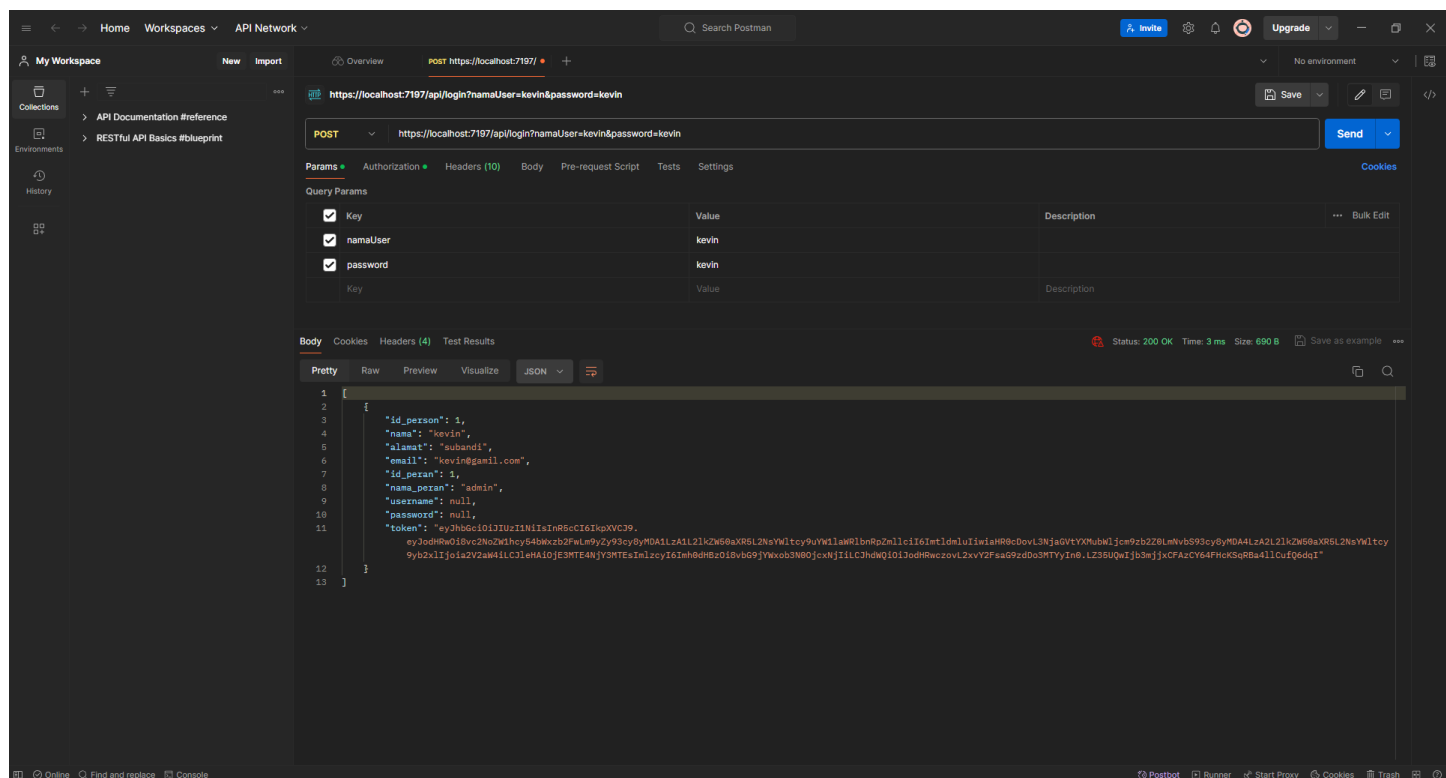 Home Workspaces API Network
Search Postman
Invite
Upgrade
My Workspace New Import
Overview POST https://localhost:7197/
No environment
Collections
Environments
History
API Documentation #reference
RESTful API Basics #blueprint
HTTP https://localhost:7197/api/login?namaUser=kevin&password=kevin
Save
POST https://localhost:7197/api/login?namaUser=kevin&password=kevin
Send
Params Authorization Headers (10) Body Pre-request Script Tests Settings Cookies
Query Params
Key Value Description Bulk Edit
namaUser kevin
password kevin
Key Value Description
Body Cookies Headers (4) Test Results Status: 200 OK Time: 3 ms Size: 690 B Save as example
Pretty Raw Preview Visualize JSON
1 [
2 {
3 "id_person": 1,
4 "nama": "kevin",
5 "alamat": "subandi",
6 "email": "kevin@gamil.com",
7 "id_peran": 1,
8 "nama_peran": "admin",
9 "username": null,
10 "password": null,
11 "token": "eyJhbGciOiJIUzI1NiIsInR5cCI6IkpXVCJ9.
12 }
13 ]
Online Find and replace Console
Postbot Runner Start Proxy Cookies Trash